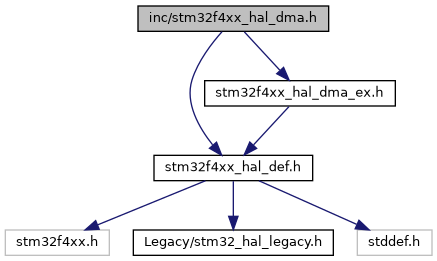 inc/stm32f4xx_hal_dma.h
stm32f4xx_hal_dma_ex.h
stm32f4xx_hal_def.h
stm32f4xx.h
Legacy/stm32_hal_legacy.h
stddef.h